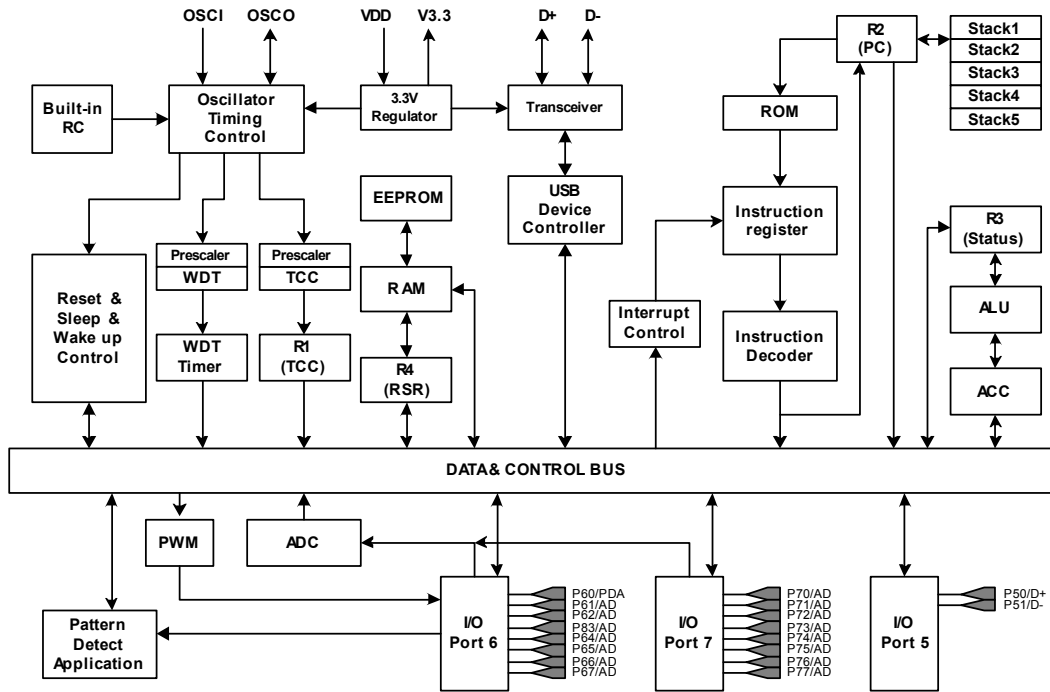 OSCI
OSCO
VDD
V3.3
D+
D-
R2
(PC)
Stack1
Stack2
Stack3
Stack4
Stack5
Built-in
RC
Oscillator
Timing
Control
3.3V
Regulator
Transceiver
ROM
EEPROM
USB
Device
Controller
Instruction
register
R3
(Status)
Prescaler
WDT
Prescaler
TCC
RAM
Reset &
Sleep &
Wake up
Control
Interrupt
Control
ALU
WDT
Timer
R1
(TCC)
R4
(RSR)
Instruction
Decoder
ACC
DATA& CONTROL BUS
PWM
ADC
Pattern
Detect
Application
I/O
Port 6
P60/PDA
P61/AD
P62/AD
P83/AD
P64/AD
P65/AD
P66/AD
P67/AD
I/O
Port 7
P70/AD
P71/AD
P72/AD
P73/AD
P74/AD
P75/AD
P76/AD
P77/AD
I/O
Port 5
P50/D+
P51/D-